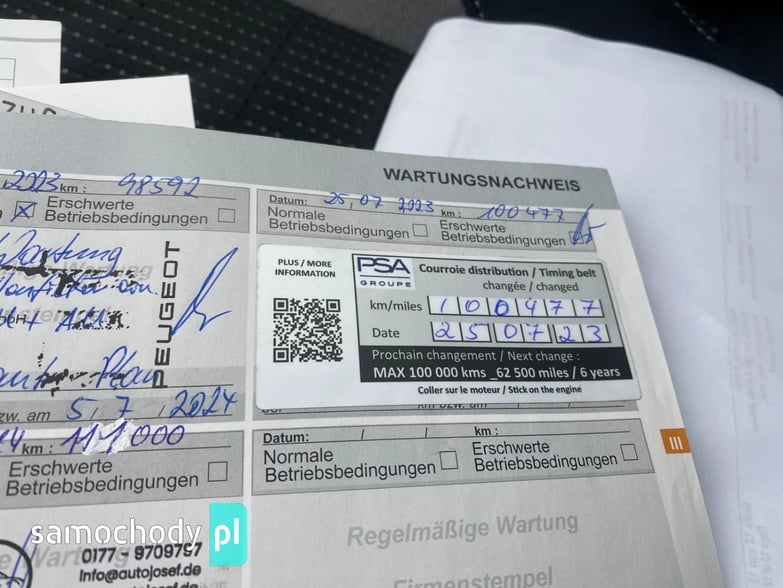 WARTUNGSNACHWEIS
2023 km: 98592
Erschwerte
Betriebsbedingungen
Wartung
PEUGEOT
zw. am 5/7/2024
Datum: 25 07 2023 km: 100477
Normale
Betriebsbedingungen
Erschwerte
Betriebsbedingungen
PLUS / MORE
INFORMATION
PSA
GROUPE
Courroie distribution / Timing belt
changée / changed
km/miles 100477
Date 250723
Prochain changement / Next change :
MAX 100 000 kms _62 500 miles / 6 years
Coller sur le moteur / Stick on the engine
km: 111000
Erschwerte
Betriebsbedingungen
Datum: / / km:
Normale
Betriebsbedingungen
Erschwerte
Betriebsbedingungen
III
Regelmäßige Wartung
Firmenstempel
0177 - 9709797
Info@autojosef.de
samochody pl